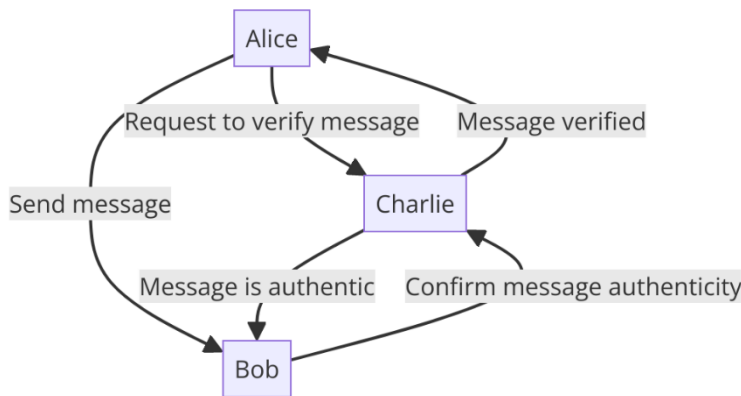 Alice
Request to verify message
Message verified
Send message
Charlie
Message is authentic
Confirm message authenticity
Bob